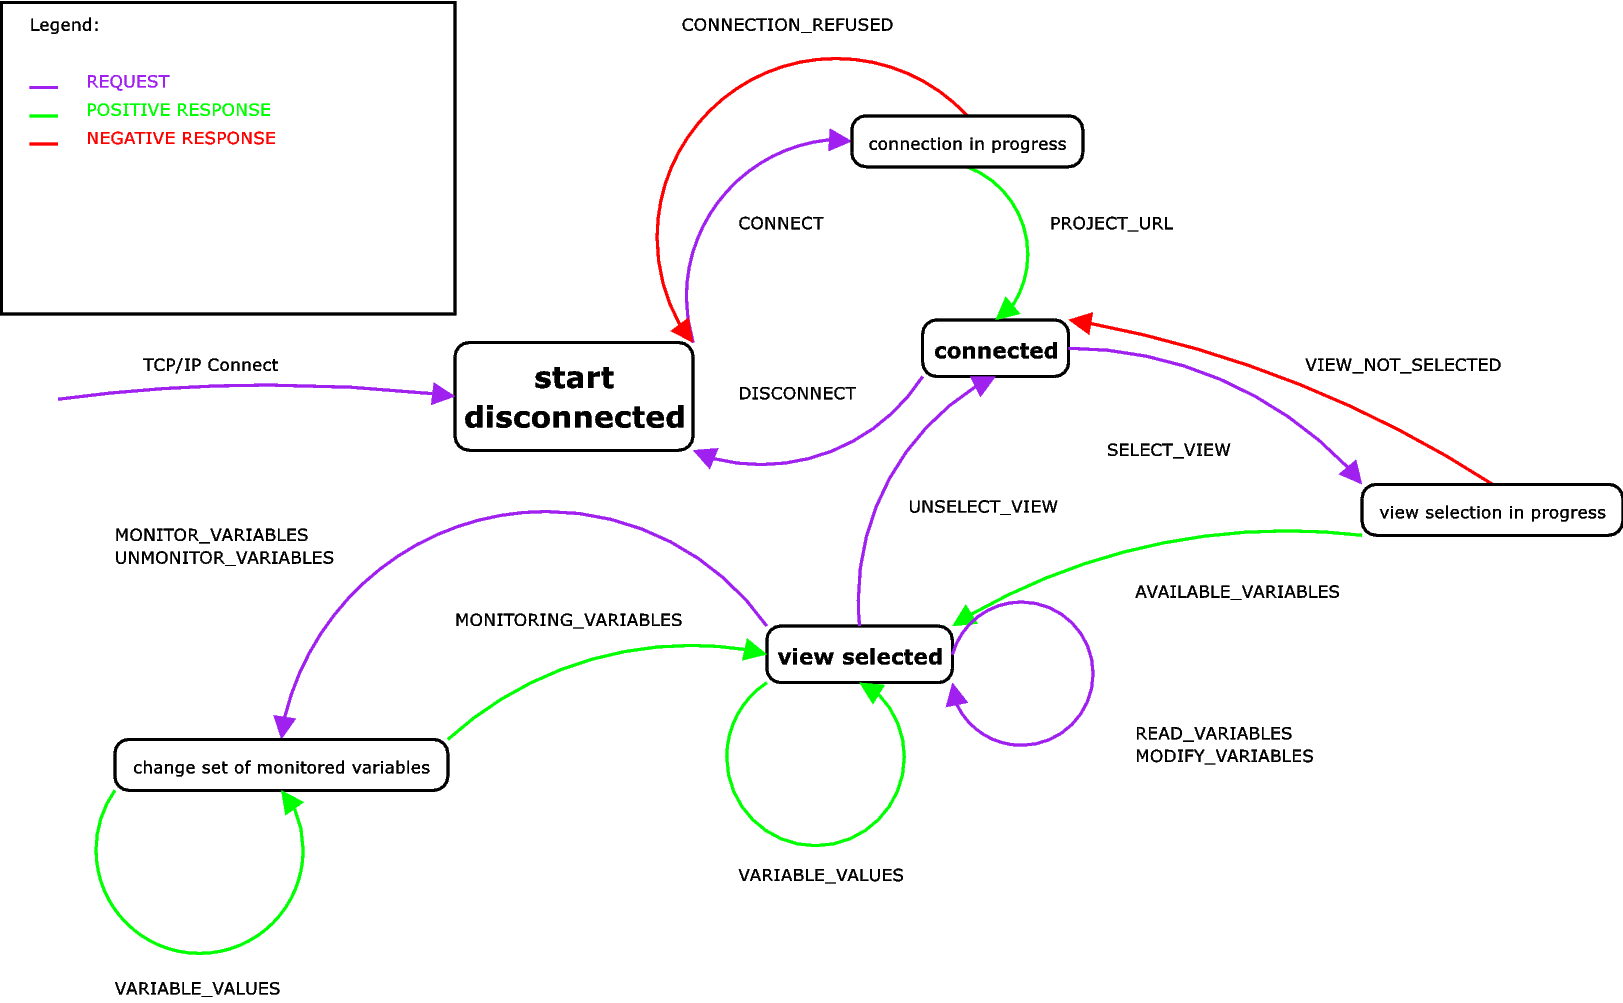 Legend:
REQUEST
POSITIVE RESPONSE
NEGATIVE RESPONSE
CONNECTION_REFUSED
connection in progress
CONNECT
PROJECT_URL
connected
TCP/IP Connect
start
disconnected
DISCONNECT
VIEW_NOT_SELECTED
SELECT_VIEW
UNSELECT_VIEW
view selection in progress
MONITOR_VARIABLES
UNMONITOR_VARIABLES
AVAILABLE_VARIABLES
MONITORING_VARIABLES
view selected
READ_VARIABLES
MODIFY_VARIABLES
change set of monitored variables
VARIABLE_VALUES
VARIABLE_VALUES